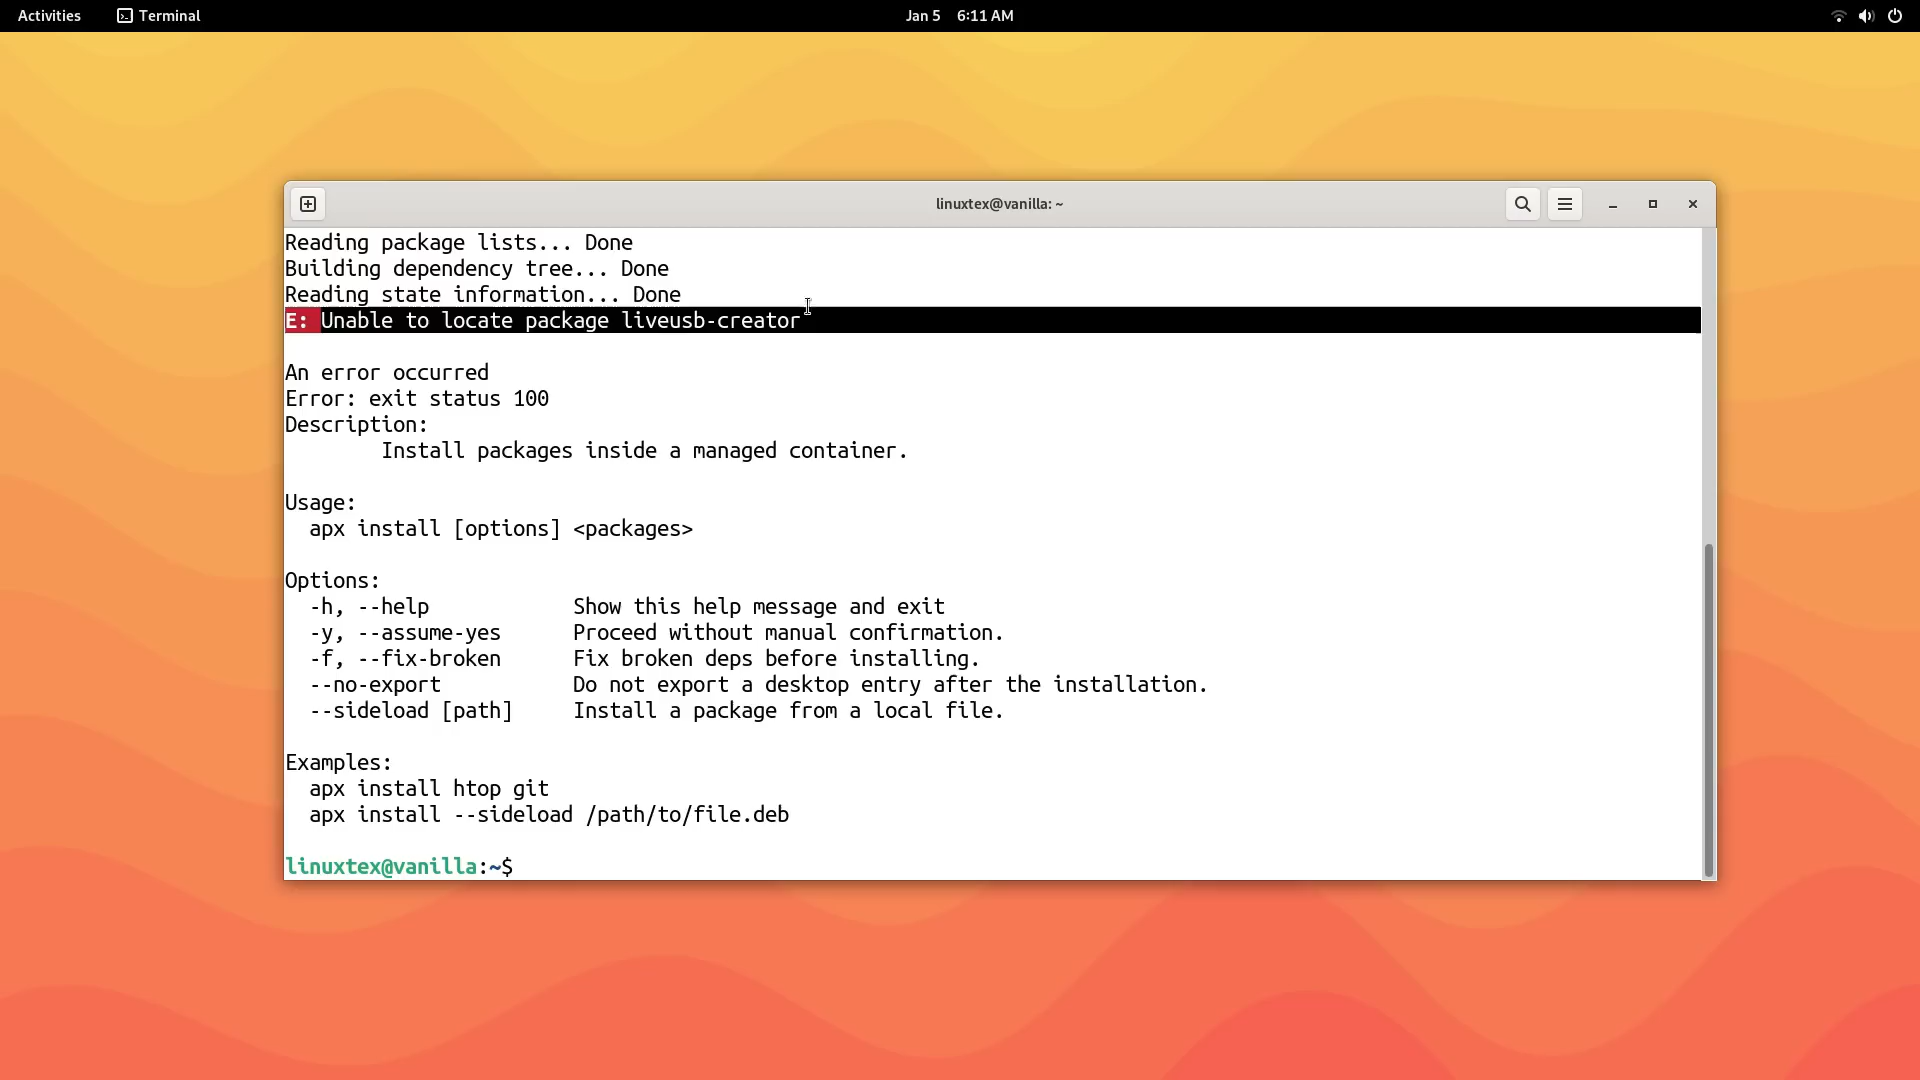 Activities Terminal Jan 5 6:11 AM
linuxtex@vanilla: ~
Reading package lists... Done
Building dependency tree... Done
Reading state information... Done
E: Unable to locate package liveusb-creator
An error occurred
Error: exit status 100
Description:
Install packages inside a managed container.
Usage:
apx install [options] <packages>
Options:
-h, --help Show this help message and exit
-y, --assume-yes Proceed without manual confirmation.
-f, --fix-broken Fix broken deps before installing.
--no-export Do not export a desktop entry after the installation.
--sideload [path] Install a package from a local file.
Examples:
apx install htop git
apx install --sideload /path/to/file.deb
linuxtex@vanilla:~$